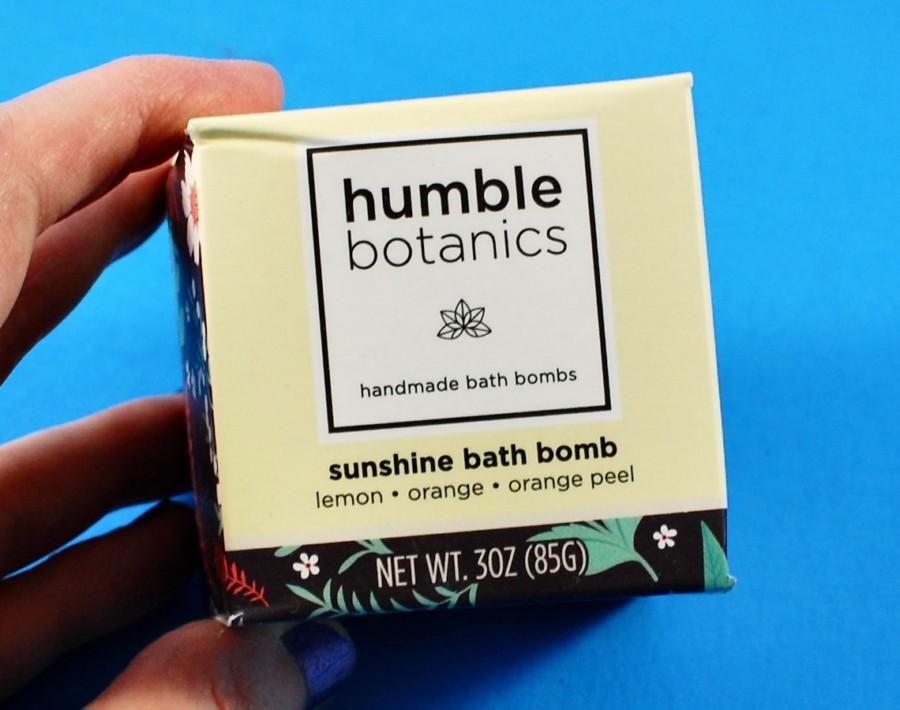 humble
botanics
handmade bath bombs
sunshine bath bomb
lemon • orange • orange peel
NET WT. 3OZ (85G)